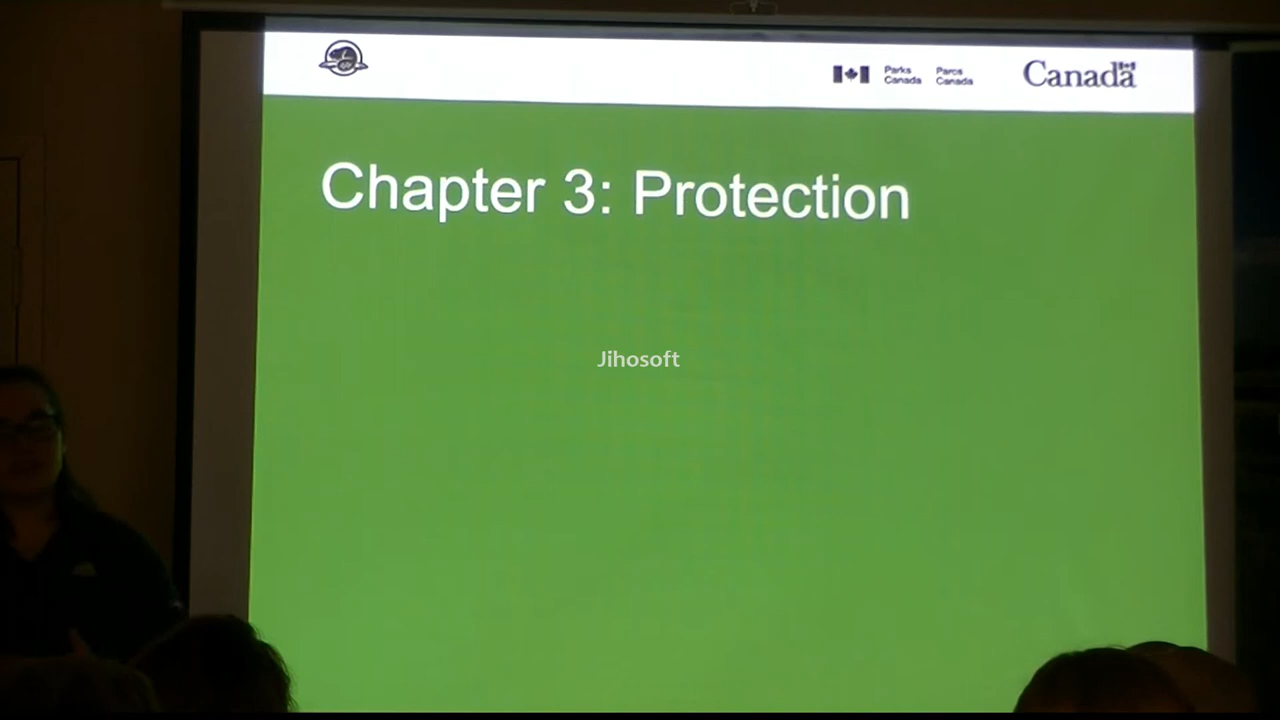 Parks
Canada
Parcs
Canada
Canada
Chapter 3: Protection
Jihosoft